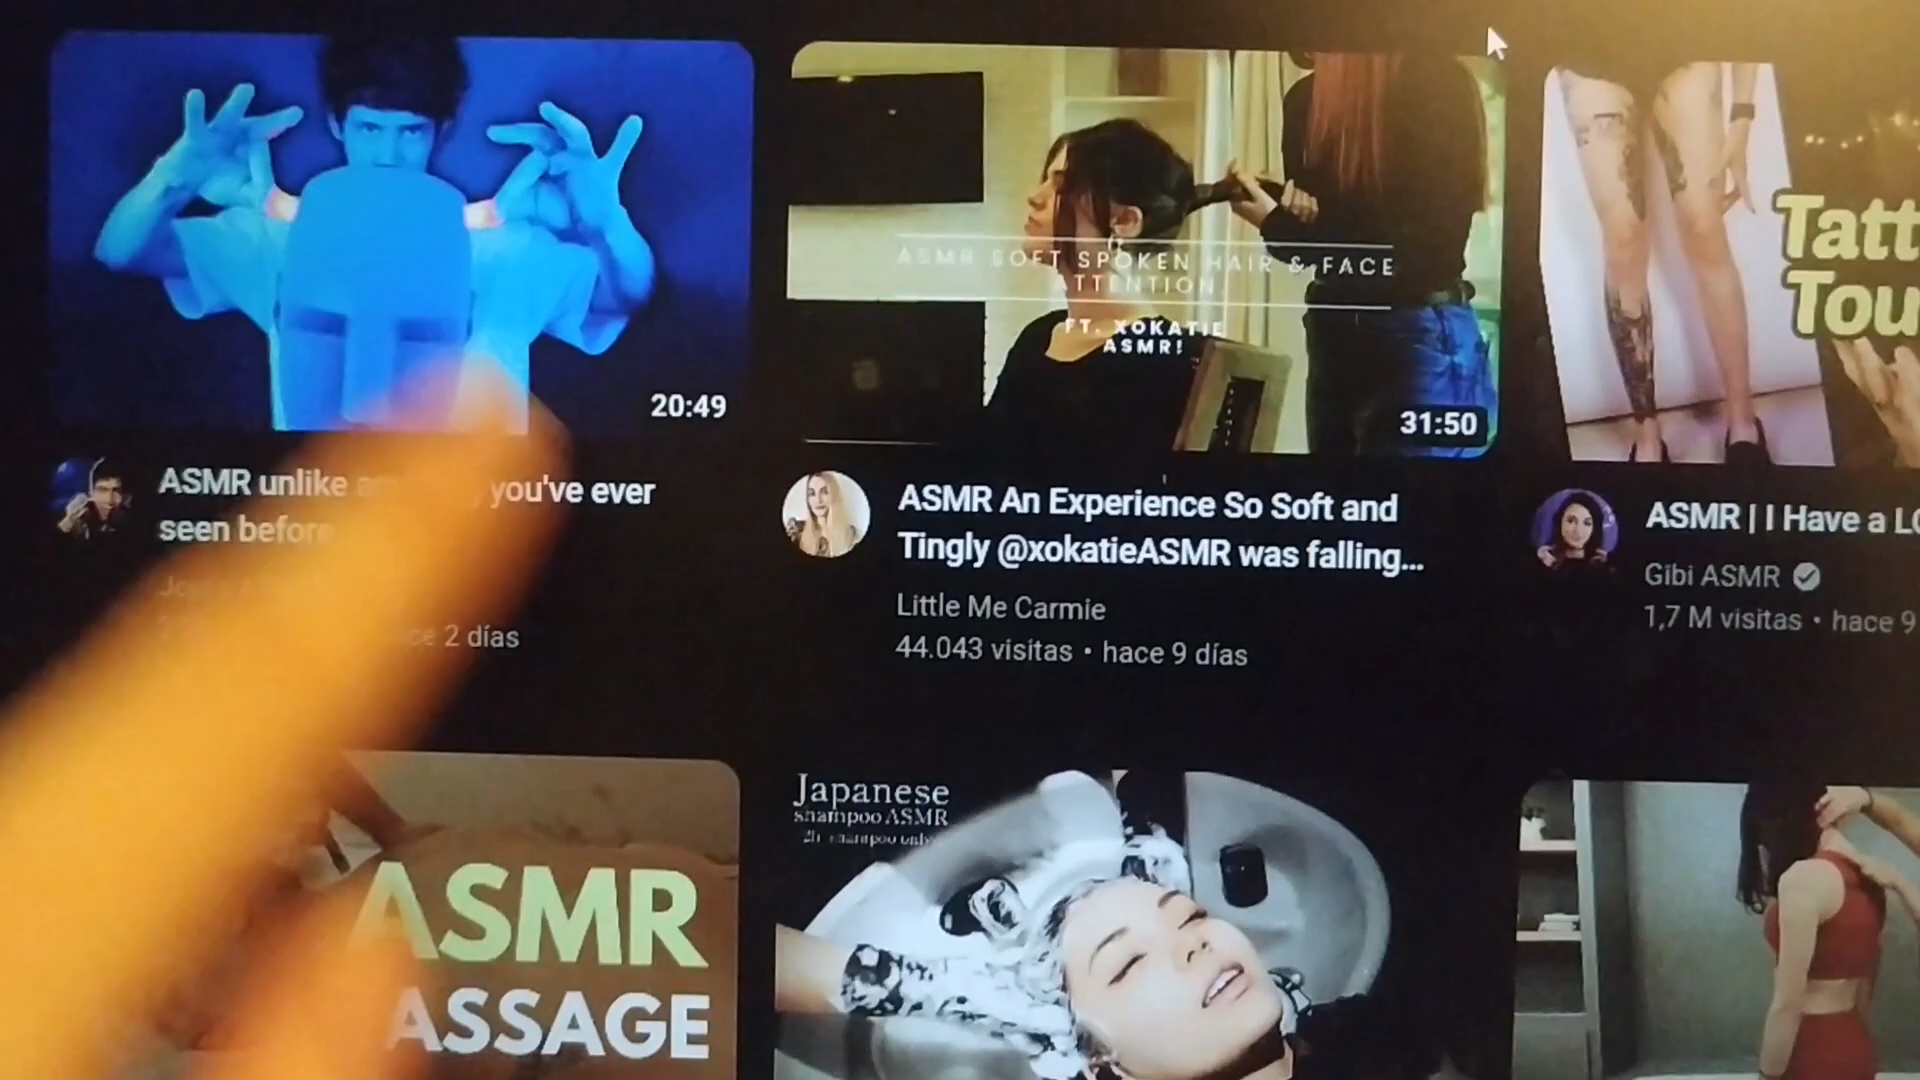 20:49
ASMR SOFT SPOKEN HAIR & FACE
ATTENTION
FT. XOKATIE
ASMR!
31:50
Tatt
Tou
ASMR unlike you've ever
seen before
2 días
ASMR An Experience So Soft and
Tingly @xokatieASMR was falling...
Little Me Carmie
44.043 visitas • hace 9 días
ASMR | I Have a LO
Gibi ASMR
1,7 M visitas • hace 9
ASMR
ASSAGE
Japanese
shampoo ASMR